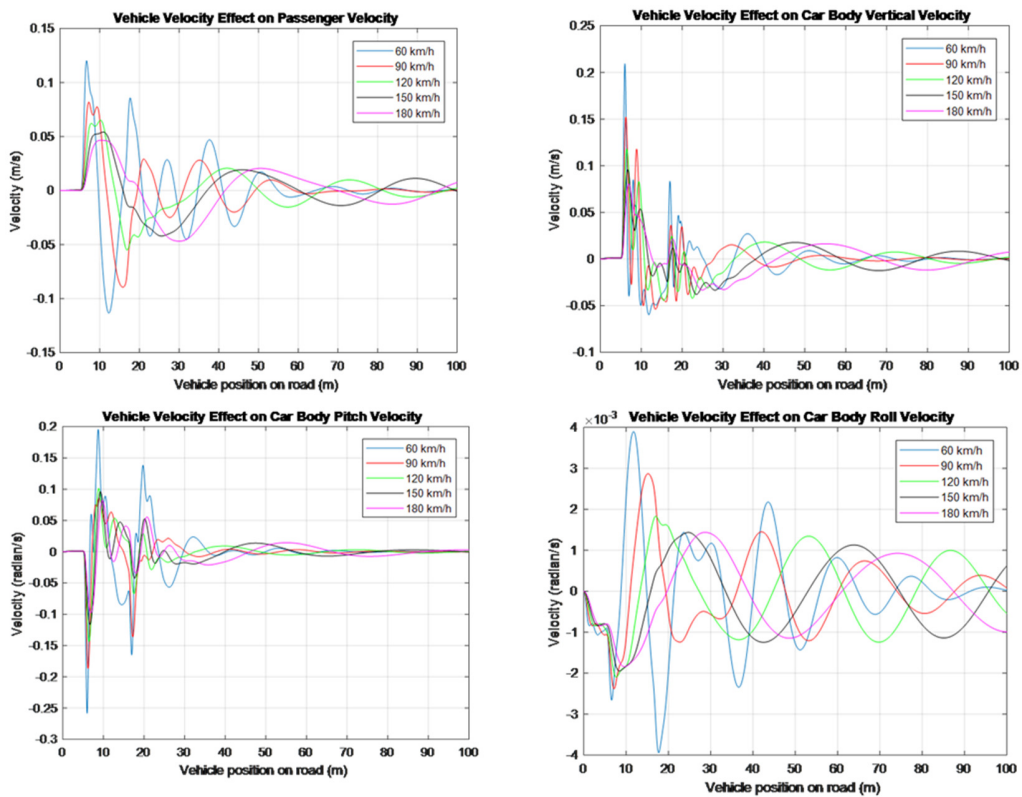 Vehicle Velocity Effect on Passenger Velocity
0.15
0.1
0.05
0
-0.05
-0.1
-0.15
Velocity (m/s)
60 km/h
90 km/h
120 km/h
150 km/h
180 km/h
0 10 20 30 40 50 60 70 80 90 100
Vehicle position on road (m)
Vehicle Velocity Effect on Car Body Vertical Velocity
0.25
0.2
0.15
0.1
0.05
0
-0.05
-0.1
Velocity (m/s)
60 km/h
90 km/h
120 km/h
150 km/h
180 km/h
0 10 20 30 40 50 60 70 80 90 100
Vehicle position on road (m)
Vehicle Velocity Effect on Car Body Pitch Velocity
0.2
0.15
0.1
0.05
0
-0.05
-0.1
-0.15
-0.2
-0.25
-0.3
Velocity (radian/s)
60 km/h
90 km/h
120 km/h
150 km/h
180 km/h
0 10 20 30 40 50 60 70 80 90 100
Vehicle position on road (m)
Vehicle Velocity Effect on Car Body Roll Velocity
×10⁻³
4
3
2
1
0
-1
-2
-3
-4
Velocity (radian/s)
60 km/h
90 km/h
120 km/h
150 km/h
180 km/h
0 10 20 30 40 50 60 70 80 90 100
Vehicle position on road (m)